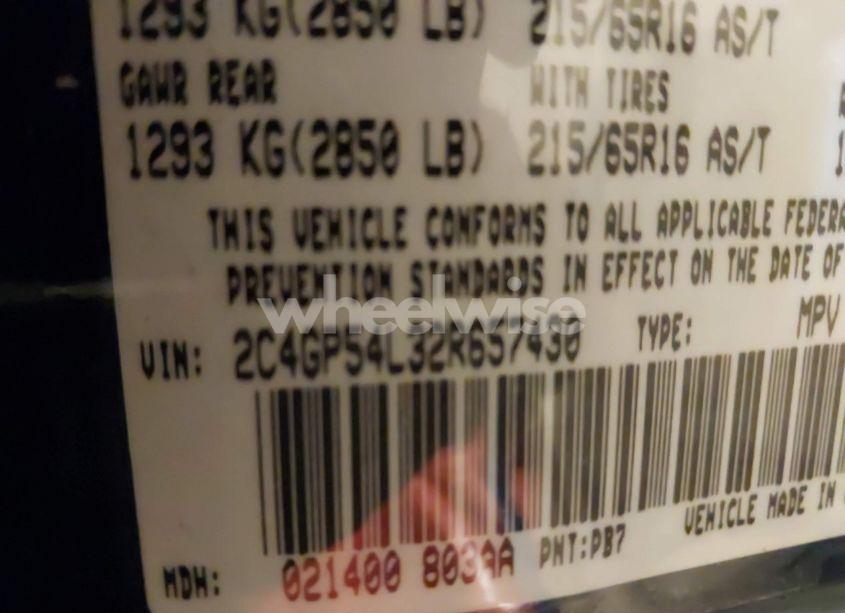 1293 KG(2850 LB) 215/65R16 AS/T
GAWR REAR WITH TIRES
1293 KG(2850 LB) 215/65R16 AS/T
THIS VEHICLE CONFORMS TO ALL APPLICABLE FEDERA
PREVENTION STANDARDS IN EFFECT ON THE DATE OF
wheelwise
VIN: 2C4GP54L32R657430 TYPE: MPV
VEHICLE MADE IN
MDH: 021400 803AA PNT:PB7